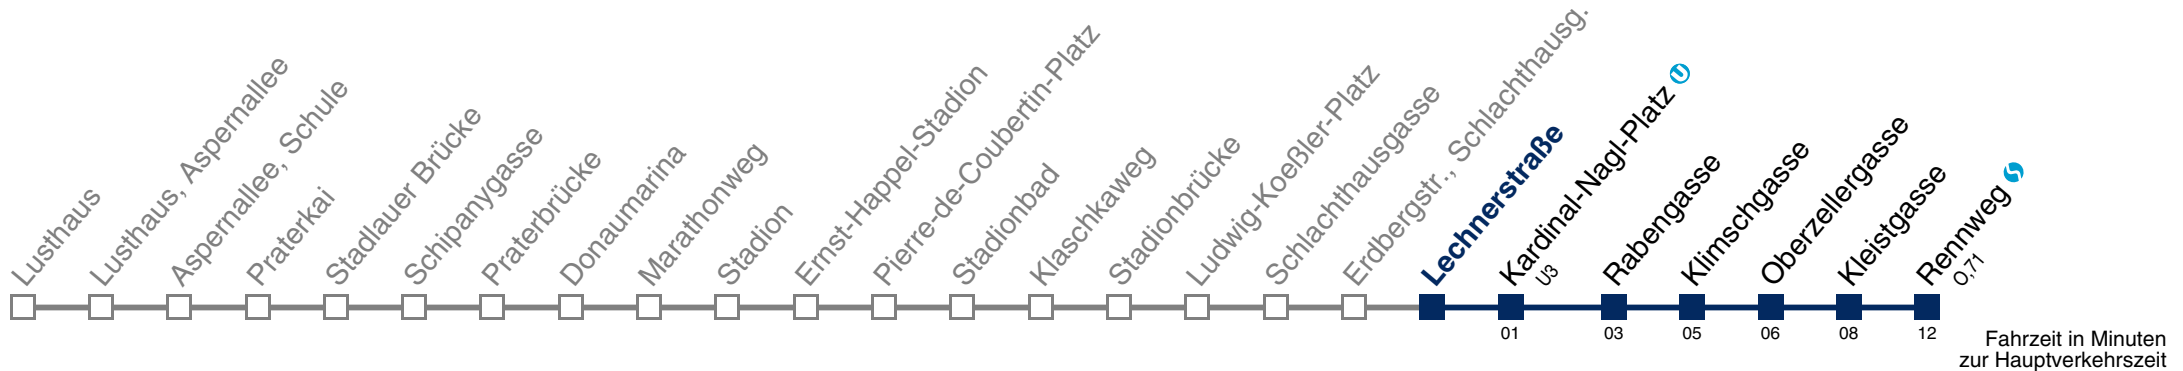 Lusthaus
Lusthaus, Aspernallee
Aspernallee, Schule
Praterkai
Stadlauer Brücke
Schipanygasse
Praterbrücke
Donaumarina
Marathonweg
Stadion
Ernst-Happel-Stadion
Pierre-de-Coubertin-Platz
Stadionbad
Klaschkaweg
Stadionbrücke
Ludwig-Koeßler-Platz
Schlachthausgasse
Erdbergstr., Schlachthausg.
Lechnerstraße
Kardinal-Nagl-Platz U
U3
Rabengasse
Klimschgasse
Oberzellergasse
Kleistgasse
Rennweg S
O,71
01 03 05 06 08 12
Fahrzeit in Minuten
zur Hauptverkehrszeit